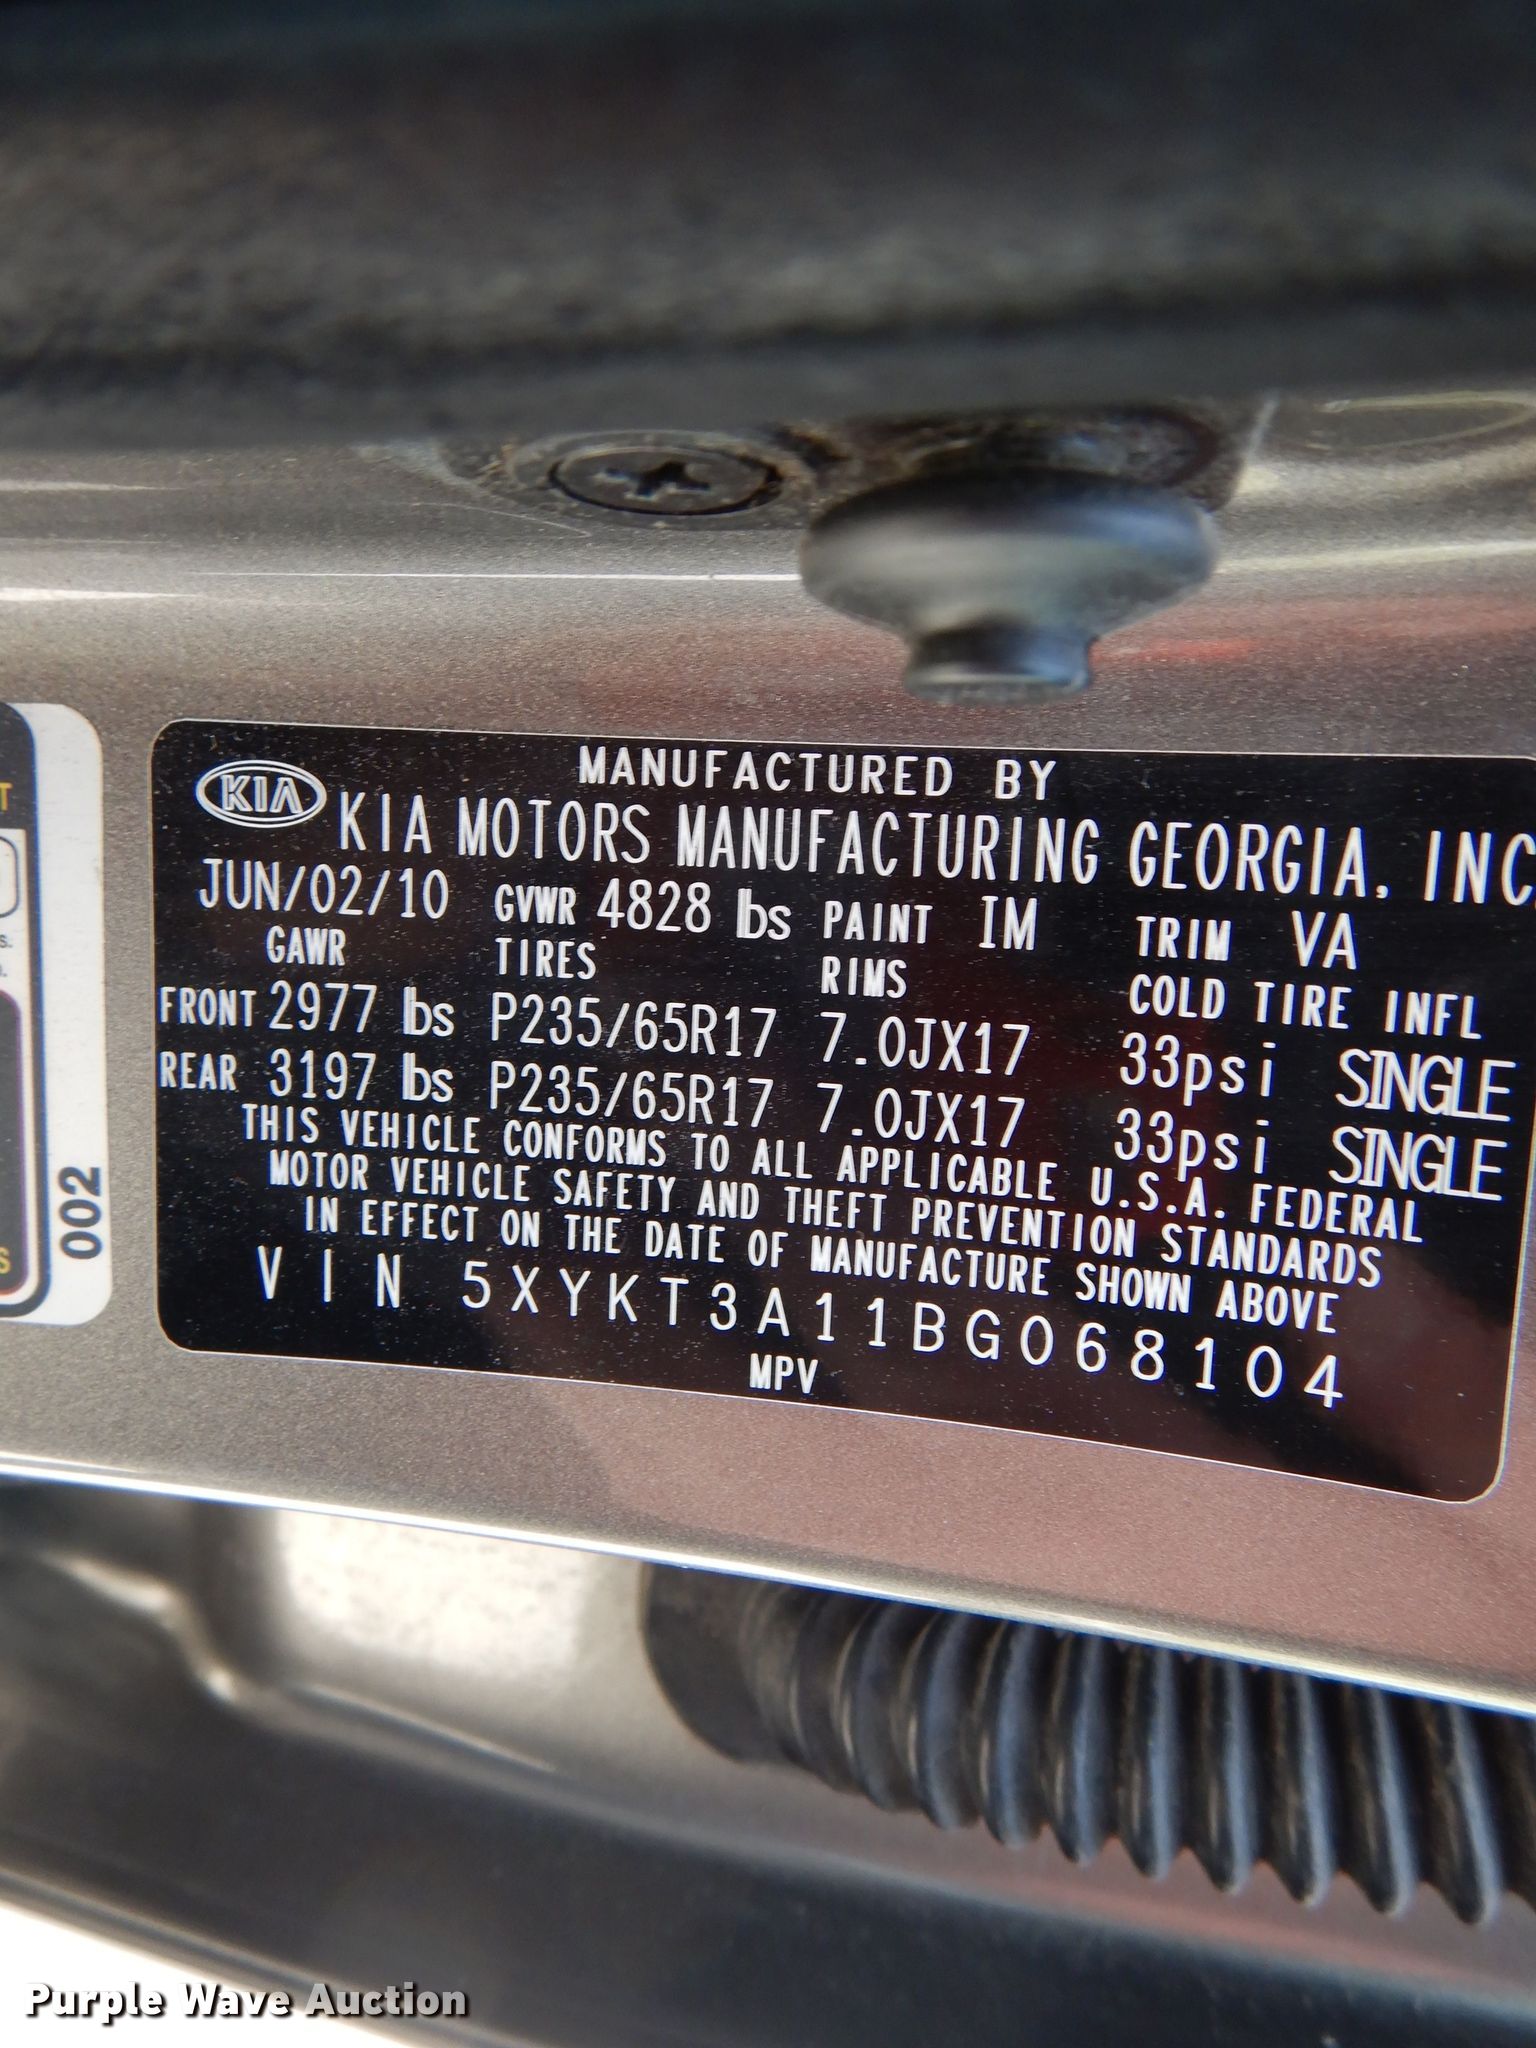 MANUFACTURED BY
KIA KIA MOTORS MANUFACTURING GEORGIA, INC.
JUN/02/10 GVWR 4828 lbs PAINT IM TRIM VA
GAWR TIRES RIMS COLD TIRE INFL
FRONT 2977 lbs P235/65R17 7.0JX17 33psi SINGLE
REAR 3197 lbs P235/65R17 7.0JX17 33psi SINGLE
THIS VEHICLE CONFORMS TO ALL APPLICABLE U.S.A. FEDERAL
MOTOR VEHICLE SAFETY AND THEFT PREVENTION STANDARDS
IN EFFECT ON THE DATE OF MANUFACTURE SHOWN ABOVE
VIN 5XYKT3A11BG068104
MPV
002
Purple Wave Auction